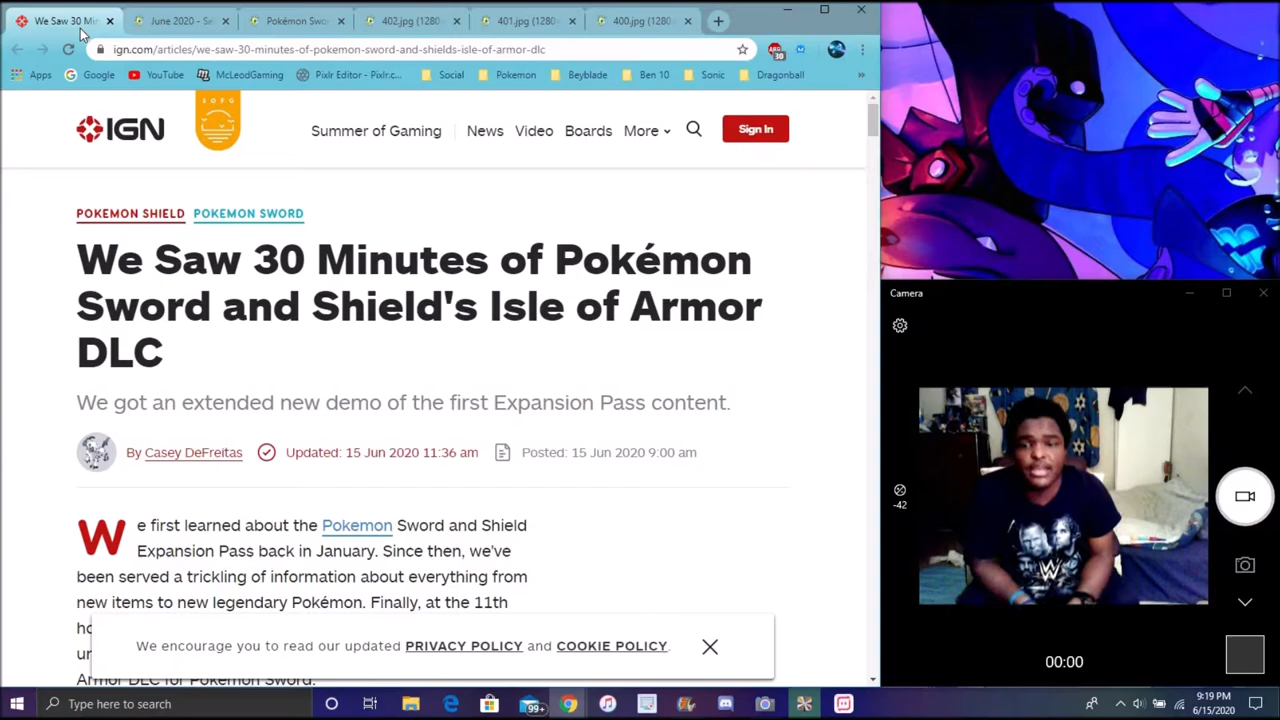 We Saw 30 Min
June 2020 - Se
Pokémon Swo
402.jpg (1280
401.jpg (1280
400.jpg (1280
ign.com/articles/we-saw-30-minutes-of-pokemon-sword-and-shields-isle-of-armor-dlc
Apps
Google
YouTube
McLeodGaming
Pixlr Editor - Pixlr.c...
Social
Pokemon
Beyblade
Ben 10
Sonic
Dragonball
»
IGN
SOFG
Summer of Gaming
News
Video
Boards
More
Sign In
POKEMON SHIELD POKEMON SWORD
We Saw 30 Minutes of Pokémon
Sword and Shield's Isle of Armor
DLC
We got an extended new demo of the first Expansion Pass content.
By Casey DeFreitas
Updated: 15 Jun 2020 11:36 am
Posted: 15 Jun 2020 9:00 am
We first learned about the Pokemon Sword and Shield
Expansion Pass back in January. Since then, we've
been served a trickling of information about everything from
new items to new legendary Pokémon. Finally, at the 11th
We encourage you to read our updated PRIVACY POLICY and COOKIE POLICY.
Armor DLC for Pokémon Sword.
Camera
-42
W
00:00
Type here to search
99+
9:19 PM
6/15/2020